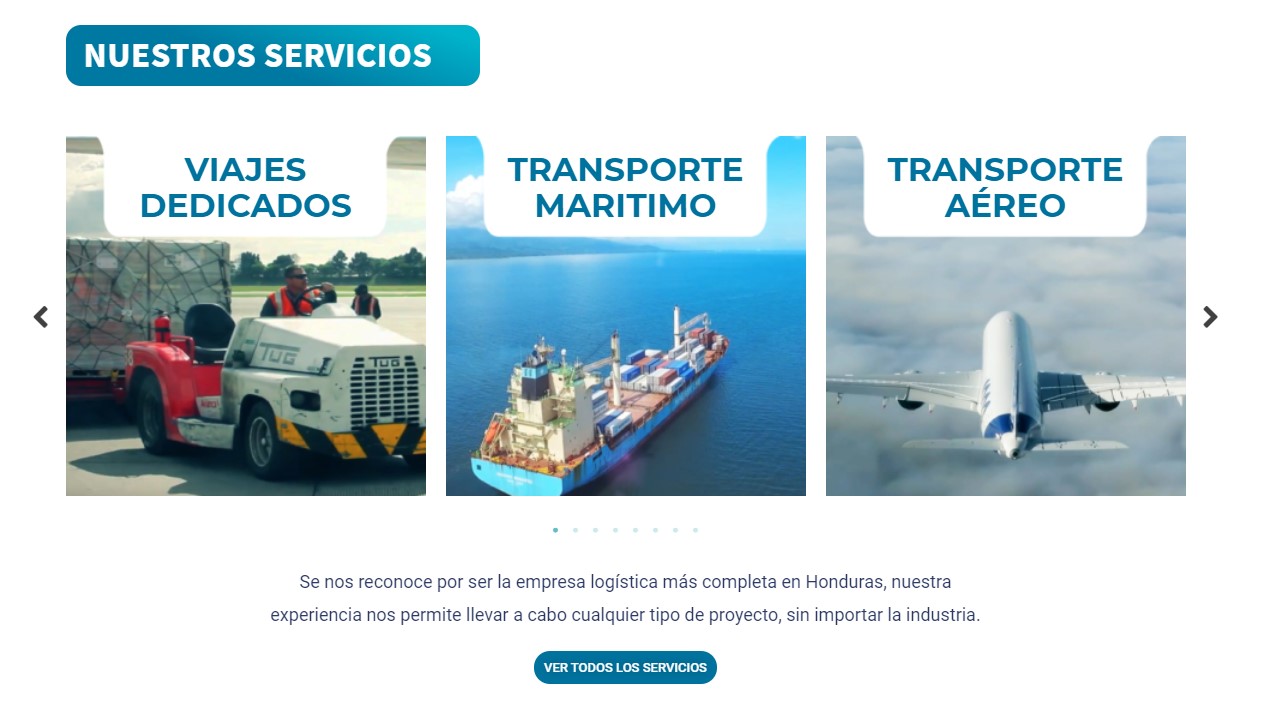 NUESTROS SERVICIOS
VIAJES
DEDICADOS
TRANSPORTE
MARITIMO
TRANSPORTE
AÉREO
TUG
TUG
Se nos reconoce por ser la empresa logística más completa en Honduras, nuestra
experiencia nos permite llevar a cabo cualquier tipo de proyecto, sin importar la industria.
VER TODOS LOS SERVICIOS